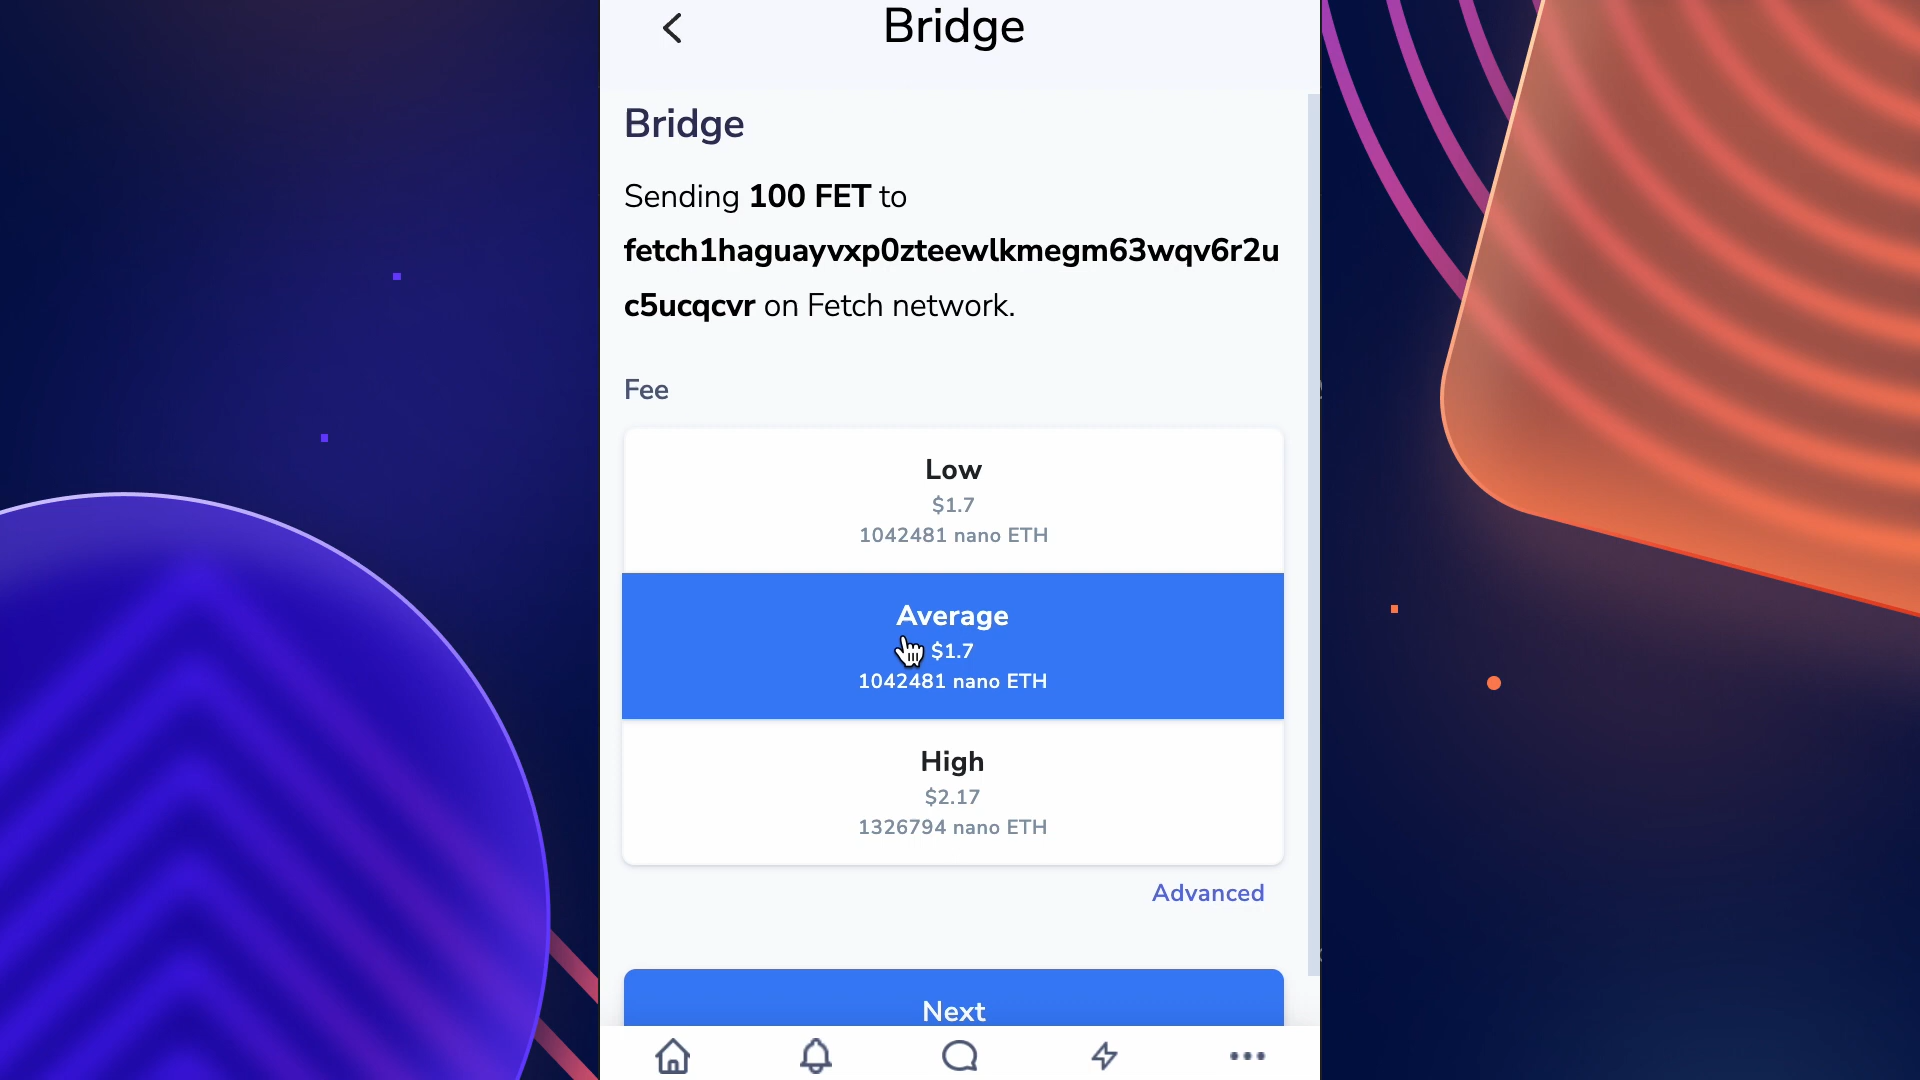 Bridge
Bridge
Sending 100 FET to
fetch1haguayvxp0zteewlkmegm63wqv6r2u
c5ucqcvr on Fetch network.
Fee
Low
$1.7
1042481 nano ETH
Average
$1.7
1042481 nano ETH
High
$2.17
1326794 nano ETH
Advanced
Next